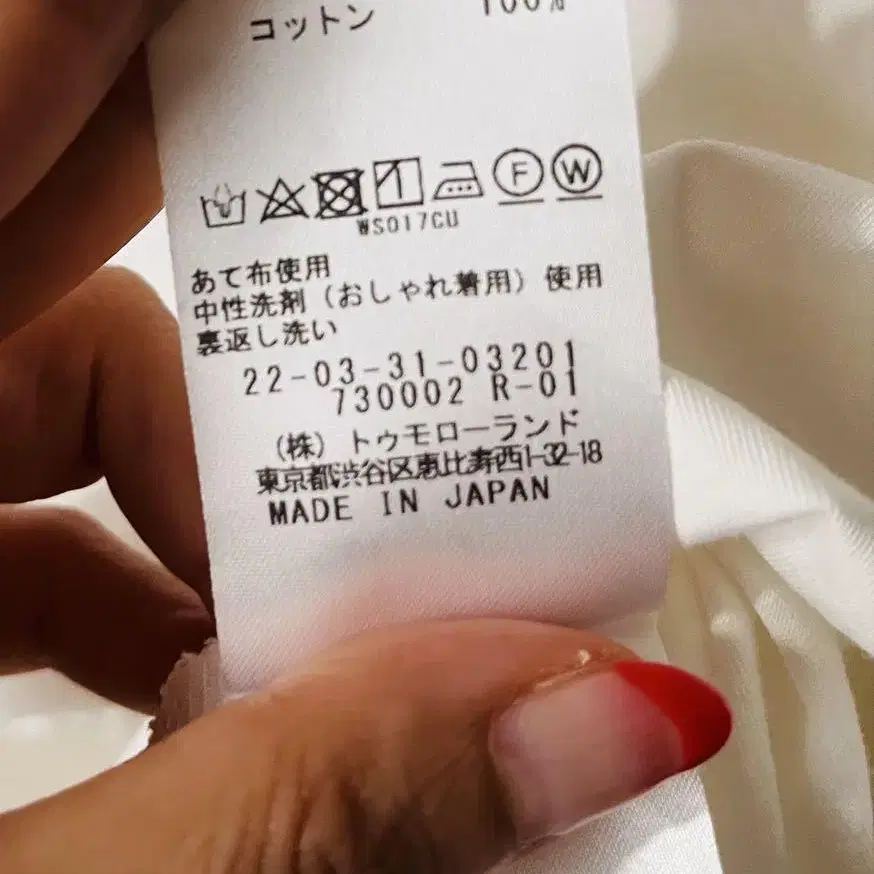 コットン 100%
F W
WS017CU
あて布使用
中性洗剤（おしゃれ着用）使用
裏返し洗い
22-03-31-03201
730002 R-01
（株）トゥモローランド
東京都渋谷区恵比寿西1-32-18
MADE IN JAPAN